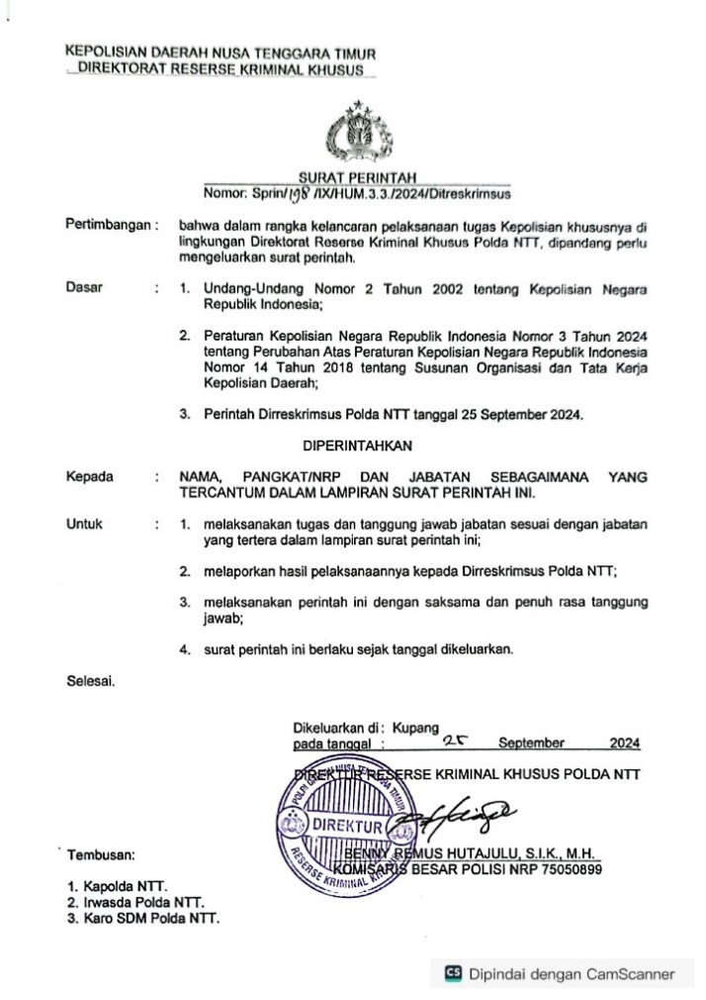 KEPOLISIAN DAERAH NUSA TENGGARA TIMUR
DIREKTORAT RESERSE KRIMINAL KHUSUS
SURAT PERINTAH
Nomor: Sprin/198/IX/HUM.3.3./2024/Ditreskrimsus
Pertimbangan : bahwa dalam rangka kelancaran pelaksanaan tugas Kepolisian khususnya di
lingkungan Direktorat Reserse Kriminal Khusus Polda NTT, dipandang perlu
mengeluarkan surat perintah.
Dasar : 1. Undang-Undang Nomor 2 Tahun 2002 tentang Kepolisian Negara
Republik Indonesia;
2. Peraturan Kepolisian Negara Republik Indonesia Nomor 3 Tahun 2024
tentang Perubahan Atas Peraturan Kepolisian Negara Republik Indonesia
Nomor 14 Tahun 2018 tentang Susunan Organisasi dan Tata Kerja
Kepolisian Daerah;
3. Perintah Dirreskrimsus Polda NTT tanggal 25 September 2024.
DIPERINTAHKAN
Kepada : NAMA, PANGKAT/NRP DAN JABATAN SEBAGAIMANA YANG
TERCANTUM DALAM LAMPIRAN SURAT PERINTAH INI.
Untuk : 1. melaksanakan tugas dan tanggung jawab jabatan sesuai dengan jabatan
yang tertera dalam lampiran surat perintah ini;
2. melaporkan hasil pelaksanaannya kepada Dirreskrimsus Polda NTT;
3. melaksanakan perintah ini dengan saksama dan penuh rasa tanggung
jawab;
4. surat perintah ini berlaku sejak tanggal dikeluarkan.
Selesai.
Dikeluarkan di : Kupang
pada tanggal : 25 September 2024
DIREKTUR RESERSE KRIMINAL KHUSUS POLDA NTT
POLRI DAERAH NUSA TENGGARA TIMUR
DIREKTUR
RESERSE KRIMINAL KHUSUS
BENNY REMUS HUTAJULU, S.I.K., M.H.
KOMISARIS BESAR POLISI NRP 75050899
Tembusan:
1. Kapolda NTT.
2. Irwasda Polda NTT.
3. Karo SDM Polda NTT.
CS Dipindai dengan CamScanner